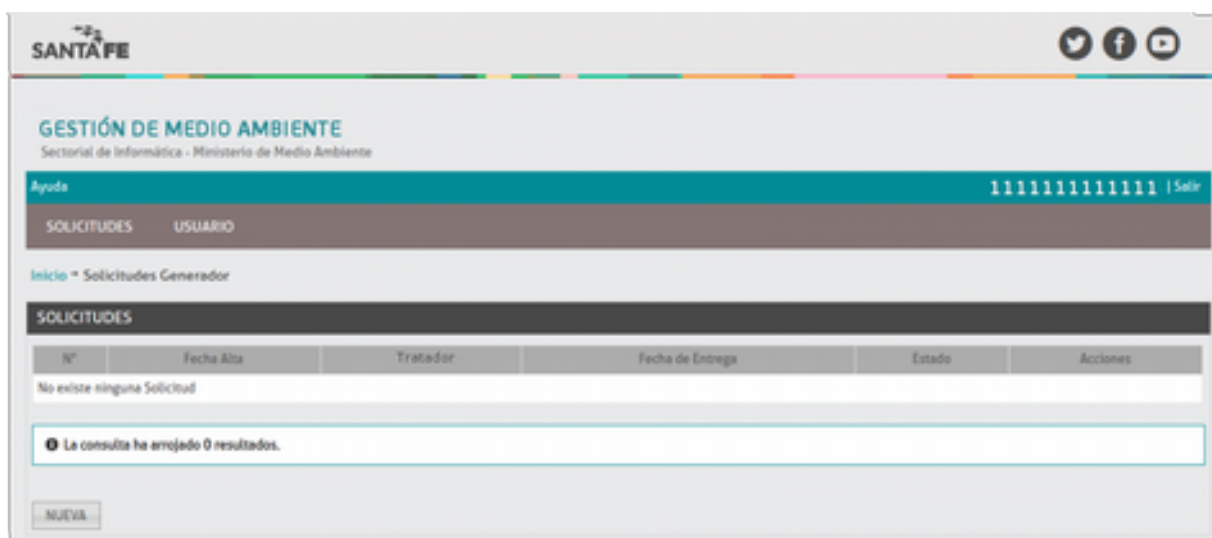 SANTA FE
GESTIÓN DE MEDIO AMBIENTE
Sectorial de Informática - Ministerio de Medio Ambiente
Ayuda 1111111111111 | Salir
SOLICITUDES USUARIO
Inicio - Solicitudes Generador
SOLICITUDES
N° Fecha Alta Tratador Fecha de Entrega Estado Acciones
No existe ninguna Solicitud
La consulta ha arrojado 0 resultados.
NUEVA